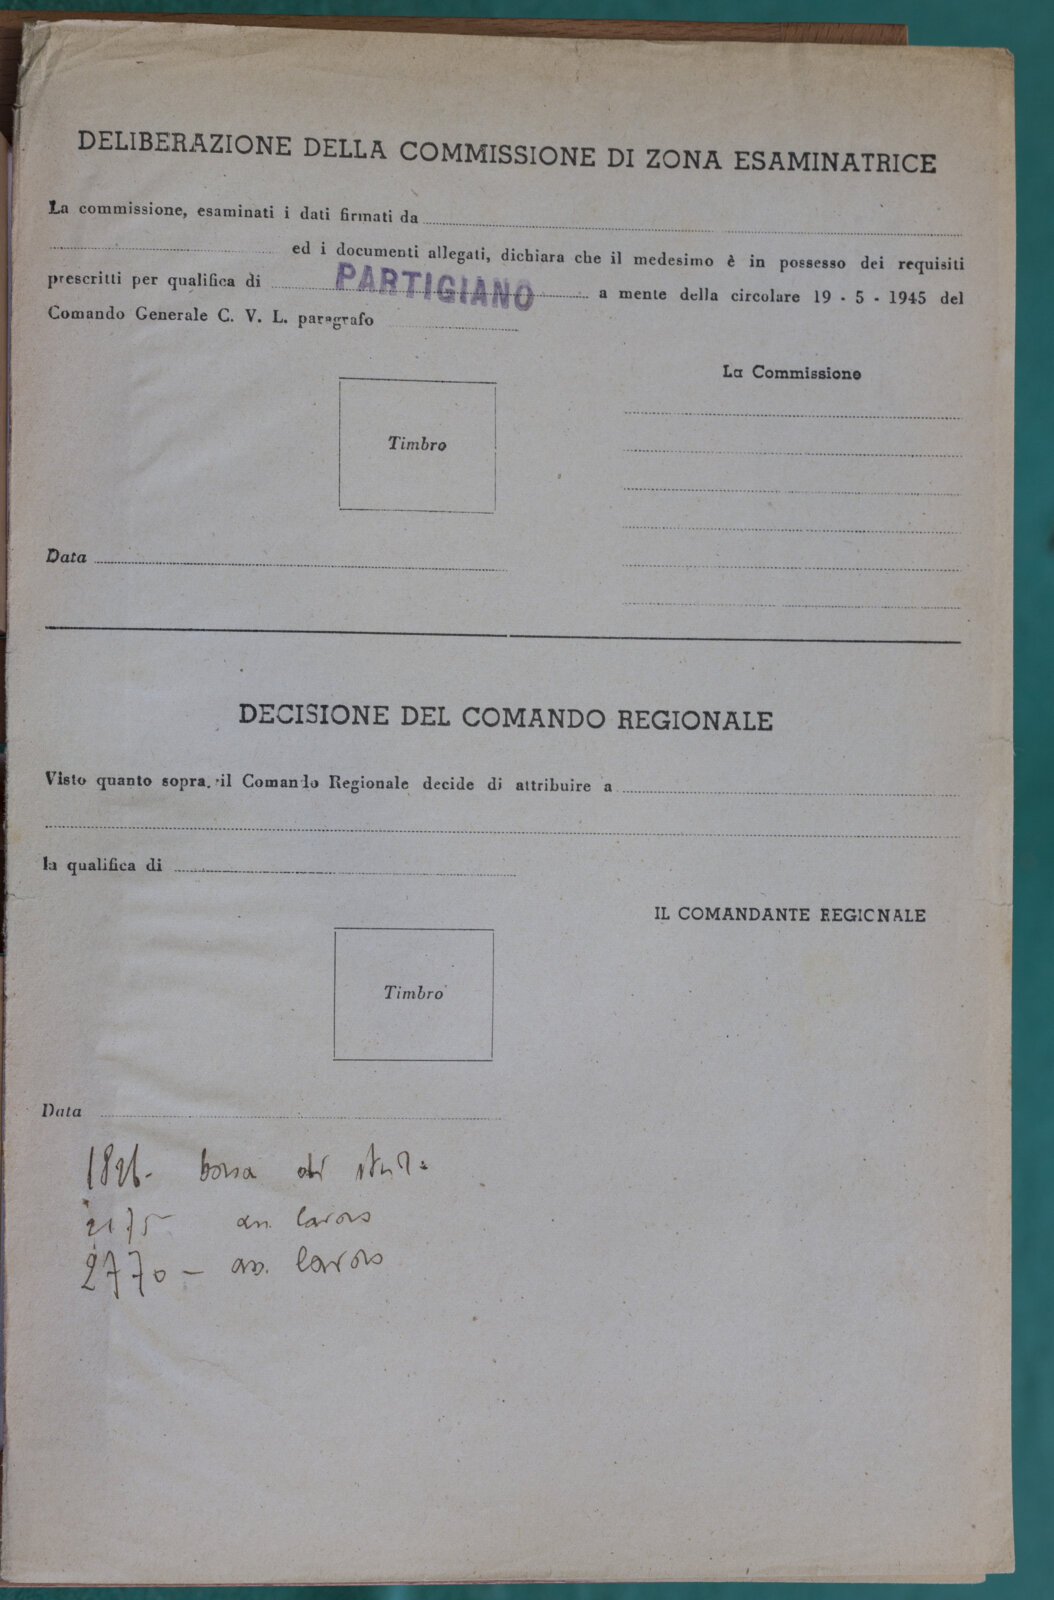 DELIBERAZIONE DELLA COMMISSIONE DI ZONA ESAMINATRICE
La commissione, esaminati i dati firmati da
ed i documenti allegati, dichiara che il medesimo è in possesso dei requisiti
prescritti per qualifica di PARTIGIANO a mente della circolare 19 - 5 - 1945 del
Comando Generale C. V. L. paragrafo
La Commissione
Timbro
Data
DECISIONE DEL COMANDO REGIONALE
Visto quanto sopra, il Comando Regionale decide di attribuire a
la qualifica di
IL COMANDANTE REGIONALE
Timbro
Data
borsa di
2175 lavoro
2770 - lavoro